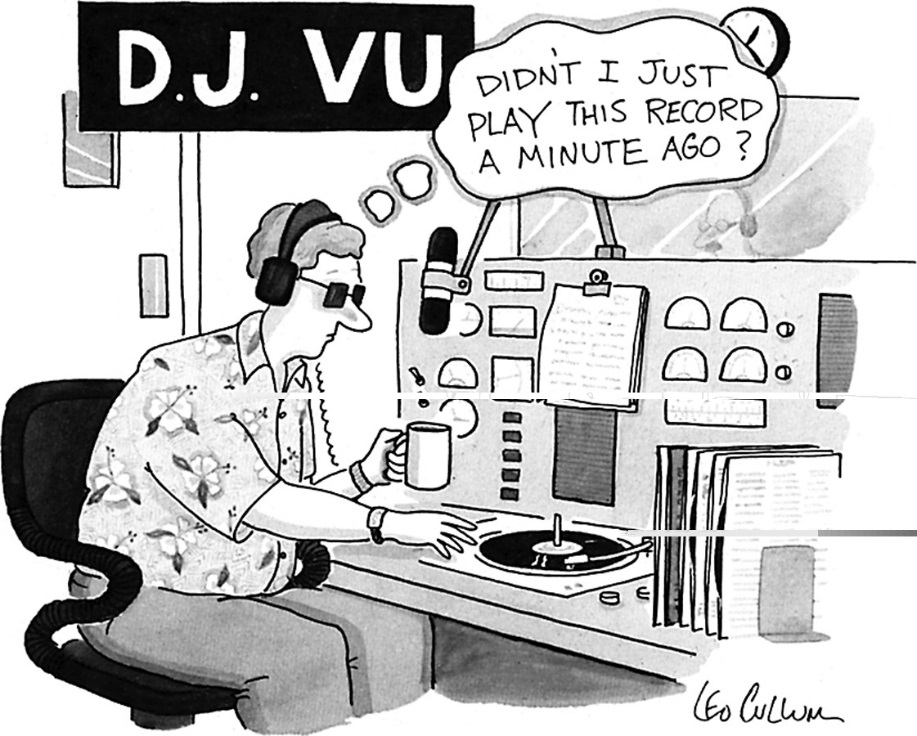 D.J. VU
DIDN'T I JUST
PLAY THIS RECORD
A MINUTE AGO?
LEO CULLUM